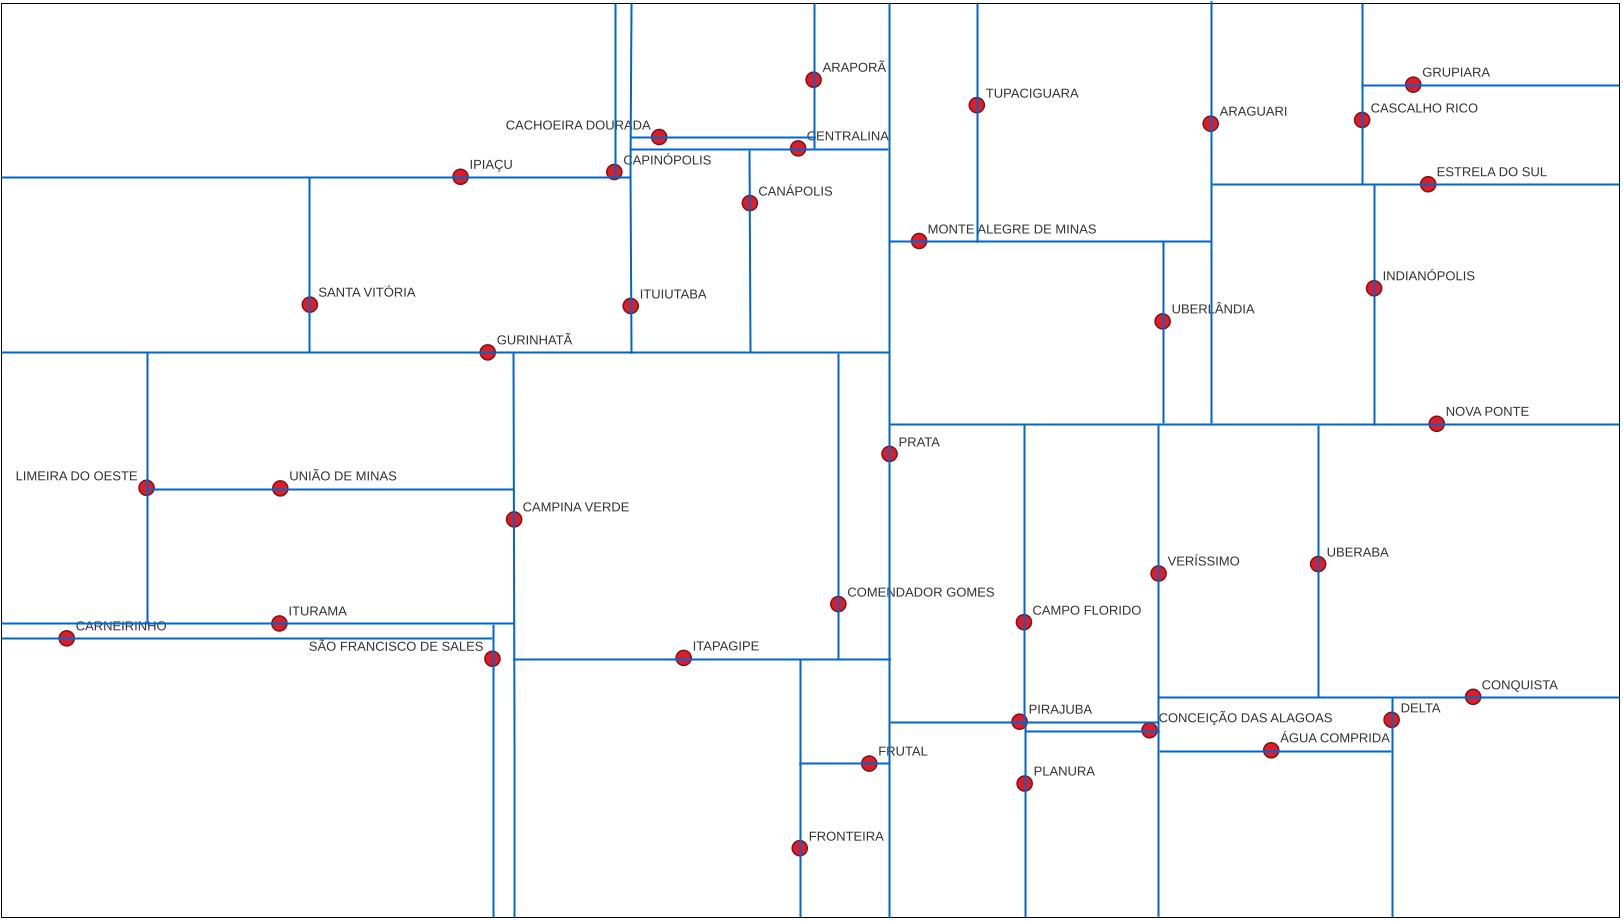 ARAPORÃ
GRUPIARA
TUPACIGUARA
CASCALHO RICO
ARAGUARI
CACHOEIRA DOURADA
CENTRALINA
CAPINÓPOLIS
IPIAÇU
ESTRELA DO SUL
CANÁPOLIS
MONTE ALEGRE DE MINAS
INDIANÓPOLIS
SANTA VITÓRIA
ITUIUTABA
UBERLÂNDIA
GURINHATÃ
NOVA PONTE
PRATA
LIMEIRA DO OESTE
UNIÃO DE MINAS
CAMPINA VERDE
UBERABA
VERÍSSIMO
COMENDADOR GOMES
CAMPO FLORIDO
ITURAMA
CARNEIRINHO
SÃO FRANCISCO DE SALES
ITAPAGIPE
CONQUISTA
DELTA
PIRAJUBA
CONCEIÇÃO DAS ALAGOAS
ÁGUA COMPRIDA
FRUTAL
PLANURA
FRONTEIRA